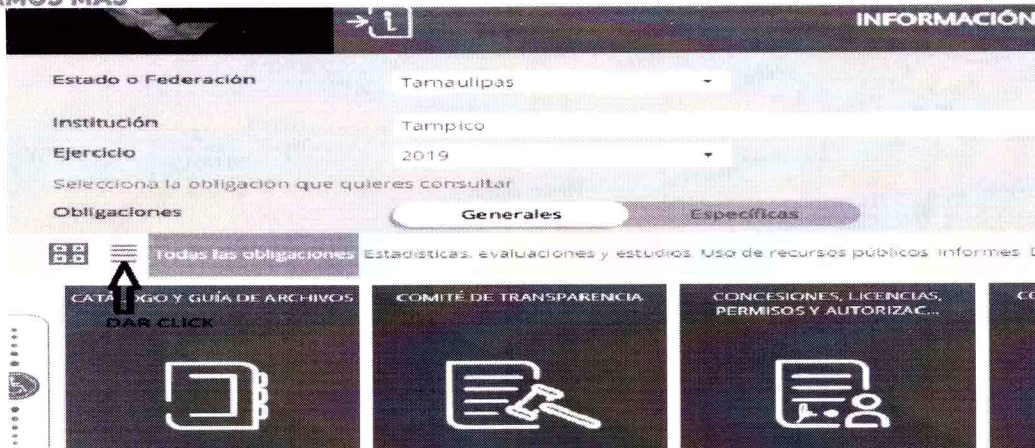 INFORMACIÓN
Estado o Federación Tamaulipas
Institución Tampico
Ejercicio 2019
Selecciona la obligación que quieres consultar
Obligaciones Generales Específicas
Todas las obligaciones Estadísticas, evaluaciones y estudios Uso de recursos públicos Informes
CATÁLOGO Y GUÍA DE ARCHIVOS COMITÉ DE TRANSPARENCIA CONCESIONES, LICENCIAS,
PERMISOS Y AUTORIZAC...
DAR CLICK